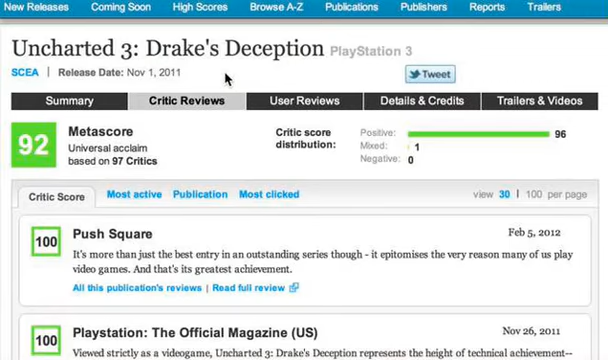 New Releases Coming Soon High Scores Browse A-Z Publications Publishers Reports Trailers
Uncharted 3: Drake's Deception PlayStation 3
SCEA | Release Date: Nov 1, 2011
Tweet
Summary Critic Reviews User Reviews Details & Credits Trailers & Videos
92 Metascore
Universal acclaim
based on 97 Critics
Critic score
distribution:
Positive: 96
Mixed: 1
Negative: 0
Critic Score Most active Publication Most clicked view 30 | 100 per page
100 Push Square Feb 5, 2012
It's more than just the best entry in an outstanding series though - it epitomises the very reason many of us play
video games. And that's its greatest achievement.
All this publication's reviews | Read full review
100 Playstation: The Official Magazine (US) Nov 26, 2011
Viewed strictly as a videogame, Uncharted 3: Drake's Deception represents the height of technical achievement--